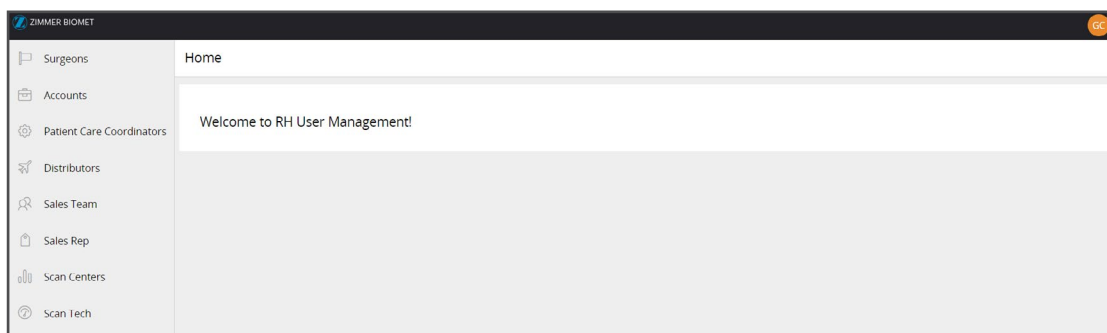 ZIMMER BIOMET
GC
Surgeons
Accounts
Patient Care Coordinators
Distributors
Sales Team
Sales Rep
Scan Centers
Scan Tech
Home
Welcome to RH User Management!